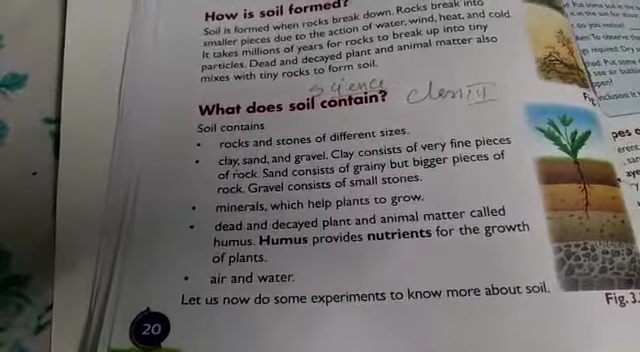 How is soil formed?
Soil is formed when rocks break down. Rocks break into
smaller pieces due to the action of water, wind, heat, and cold.
It takes millions of years for rocks to break up into tiny
particles. Dead and decayed plant and animal matter also
mixes with tiny rocks to form soil.
Science
What does soil contain? Class III
Soil contains
• rocks and stones of different sizes.
• clay, sand, and gravel. Clay consists of very fine pieces
of rock. Sand consists of grainy but bigger pieces of
rock. Gravel consists of small stones.
• minerals, which help plants to grow.
• dead and decayed plant and animal matter called
humus. Humus provides nutrients for the growth
of plants.
• air and water.
Let us now do some experiments to know more about soil.
20
Fig.
Fig. 3.